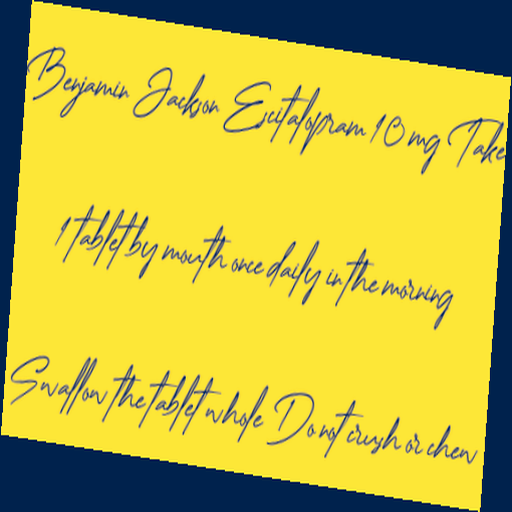 Benjamin Jackson Escitalopram 10 mg Take
1 tablet by mouth once daily in the morning
Swallow the tablet whole Do not crush or chew